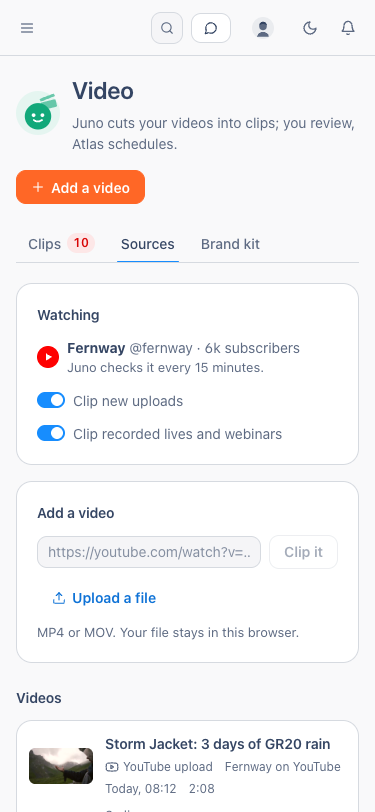 Video
Juno cuts your videos into clips; you review,
Atlas schedules.
Add a video
Clips 10 Sources Brand kit
Watching
Fernway @fernway · 6k subscribers
Juno checks it every 15 minutes.
Clip new uploads
Clip recorded lives and webinars
Add a video
https://youtube.com/watch?v=.. Clip it
Upload a file
MP4 or MOV. Your file stays in this browser.
Videos
Storm Jacket: 3 days of GR20 rain
YouTube upload Fernway on YouTube
Today, 08:12 2:08